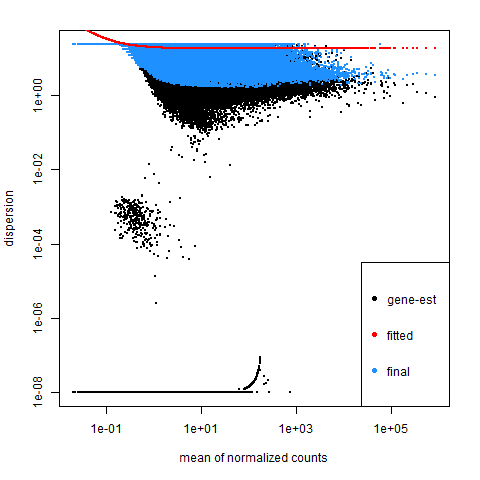 dispersion
1e+00
1e-02
1e-04
1e-06
1e-08
gene-est
fitted
final
1e-01
1e+01
1e+03
1e+05
mean of normalized counts